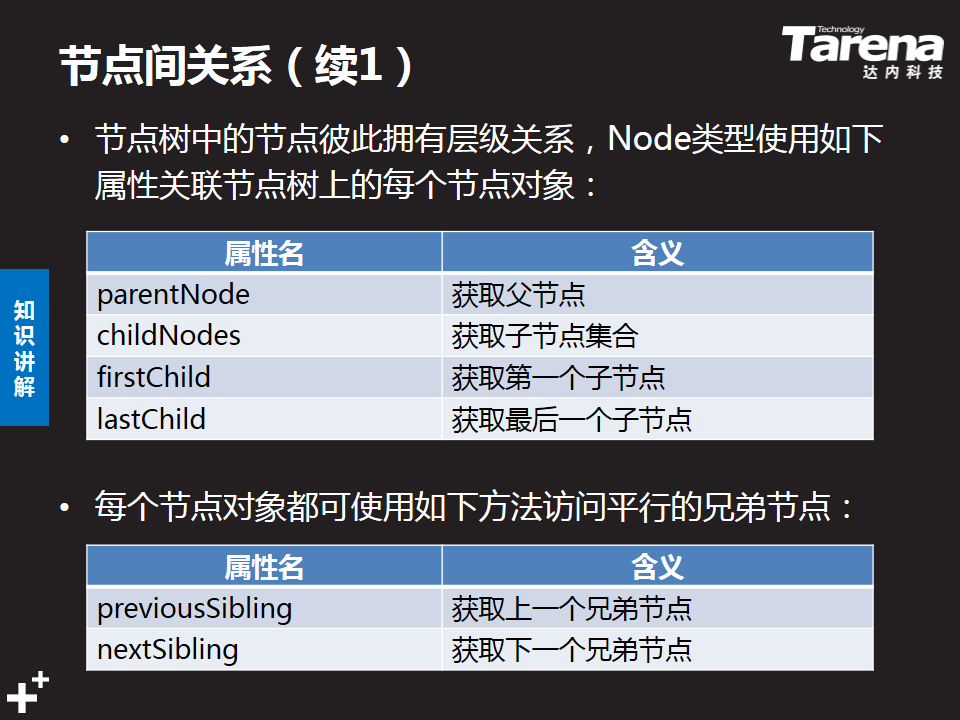 节点间关系（续1）
Technology
Tarena
达内科技
• 节点树中的节点彼此拥有层级关系，Node类型使用如下
属性关联节点树上的每个节点对象：
属性名 含义
parentNode 获取父节点
childNodes 获取子节点集合
firstChild 获取第一个子节点
lastChild 获取最后一个子节点
知识讲解
• 每个节点对象都可使用如下方法访问平行的兄弟节点：
属性名 含义
previousSibling 获取上一个兄弟节点
nextSibling 获取下一个兄弟节点